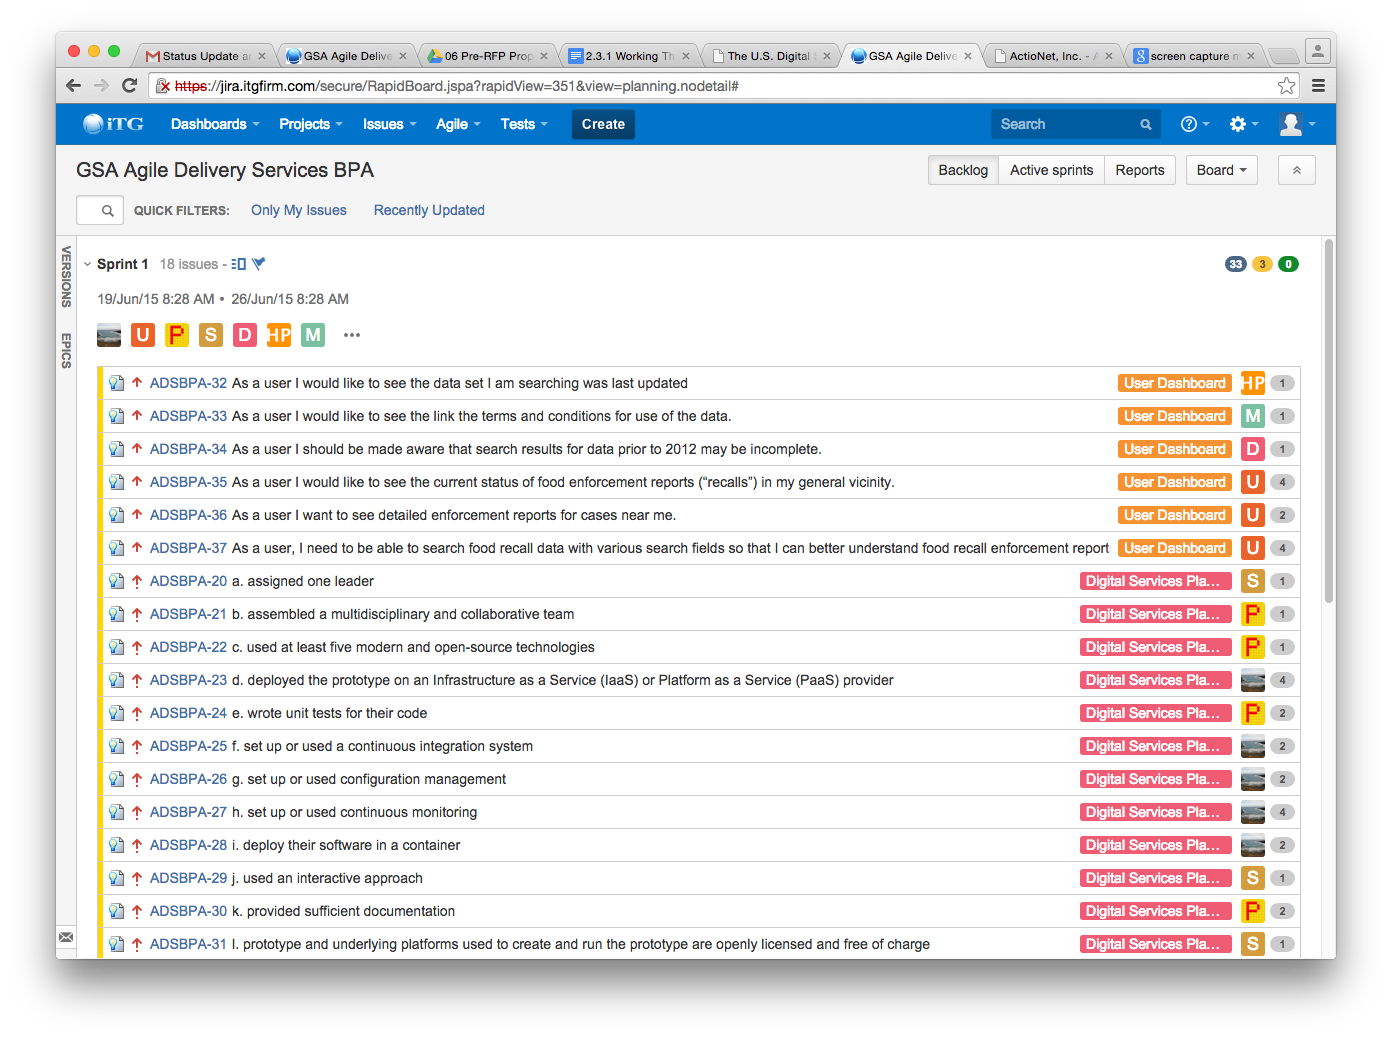 Status Update a
GSA Agile Delive
06 Pre-RFP Prop
2.3.1 Working Th
The U.S. Digital
GSA Agile Delive
ActioNet, Inc. - A
screen capture m
https://jira.itgfirm.com/secure/RapidBoard.jspa?rapidView=351&view=planning.nodetail#
iTG Dashboards Projects Issues Agile Tests Create Search
GSA Agile Delivery Services BPA
Backlog Active sprints Reports Board
QUICK FILTERS: Only My Issues Recently Updated
VERSIONS
EPICS
Sprint 1 18 issues 33 3 0
19/Jun/15 8:28 AM • 26/Jun/15 8:28 AM
U P S D HP M •••
ADSBPA-32 As a user I would like to see the data set I am searching was last updated User Dashboard HP 1
ADSBPA-33 As a user I would like to see the link the terms and conditions for use of the data. User Dashboard M 1
ADSBPA-34 As a user I should be made aware that search results for data prior to 2012 may be incomplete. User Dashboard D 1
ADSBPA-35 As a user I would like to see the current status of food enforcement reports (“recalls”) in my general vicinity. User Dashboard U 4
ADSBPA-36 As a user I want to see detailed enforcement reports for cases near me. User Dashboard U 2
ADSBPA-37 As a user, I need to be able to search food recall data with various search fields so that I can better understand food recall enforcement report User Dashboard U 4
ADSBPA-20 a. assigned one leader Digital Services Pla... S 1
ADSBPA-21 b. assembled a multidisciplinary and collaborative team Digital Services Pla... P 1
ADSBPA-22 c. used at least five modern and open-source technologies Digital Services Pla... P 1
ADSBPA-23 d. deployed the prototype on an Infrastructure as a Service (IaaS) or Platform as a Service (PaaS) provider Digital Services Pla... 4
ADSBPA-24 e. wrote unit tests for their code Digital Services Pla... P 2
ADSBPA-25 f. set up or used a continuous integration system Digital Services Pla... 2
ADSBPA-26 g. set up or used configuration management Digital Services Pla... 2
ADSBPA-27 h. set up or used continuous monitoring Digital Services Pla... 4
ADSBPA-28 i. deploy their software in a container Digital Services Pla... 2
ADSBPA-29 j. used an interactive approach Digital Services Pla... S 1
ADSBPA-30 k. provided sufficient documentation Digital Services Pla... P 2
ADSBPA-31 l. prototype and underlying platforms used to create and run the prototype are openly licensed and free of charge Digital Services Pla... S 1